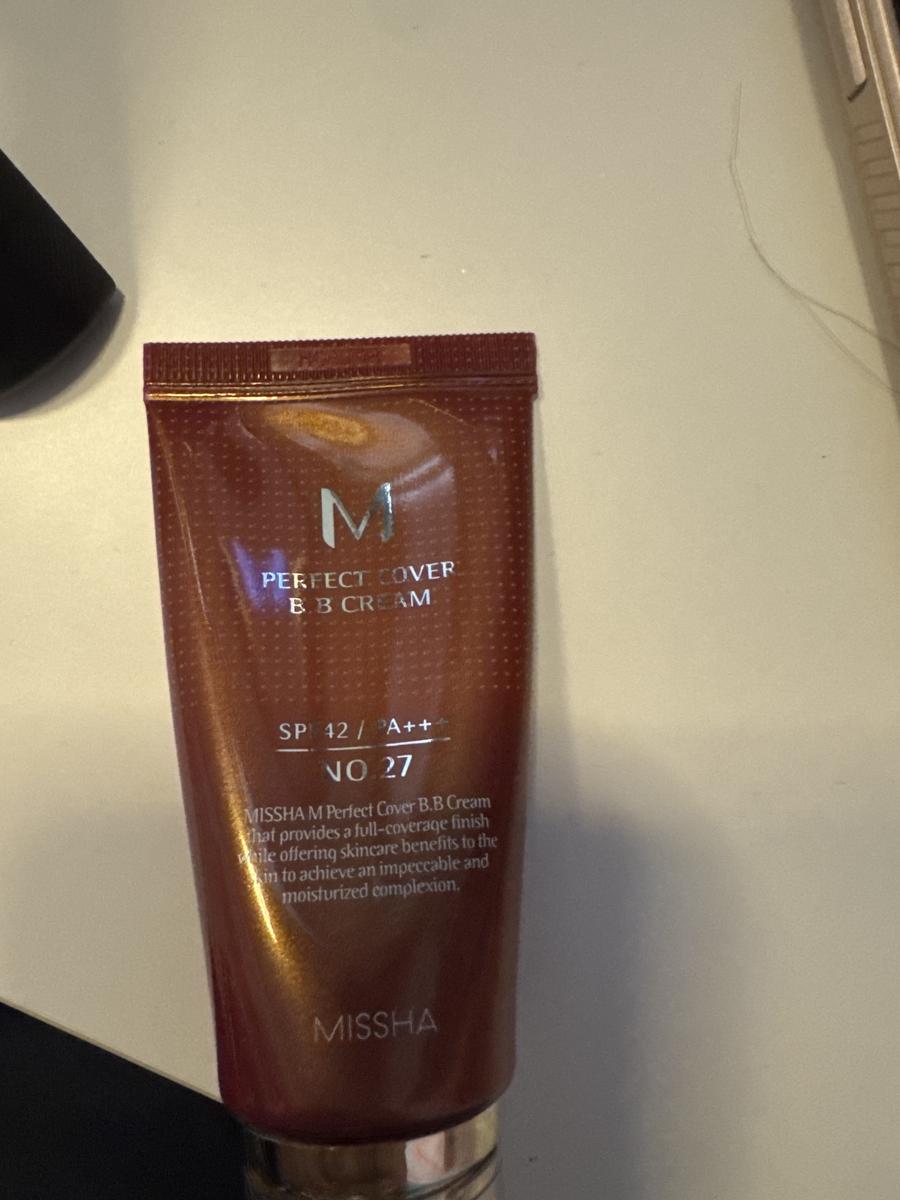 M
PERFECT COVER
B.B CREAM
SPF42 / PA+++
NO.27
MISSHA M Perfect Cover B.B Cream
that provides a full-coverage finish
while offering skincare benefits to the
skin to achieve an impeccable and
moisturized complexion.
MISSHA